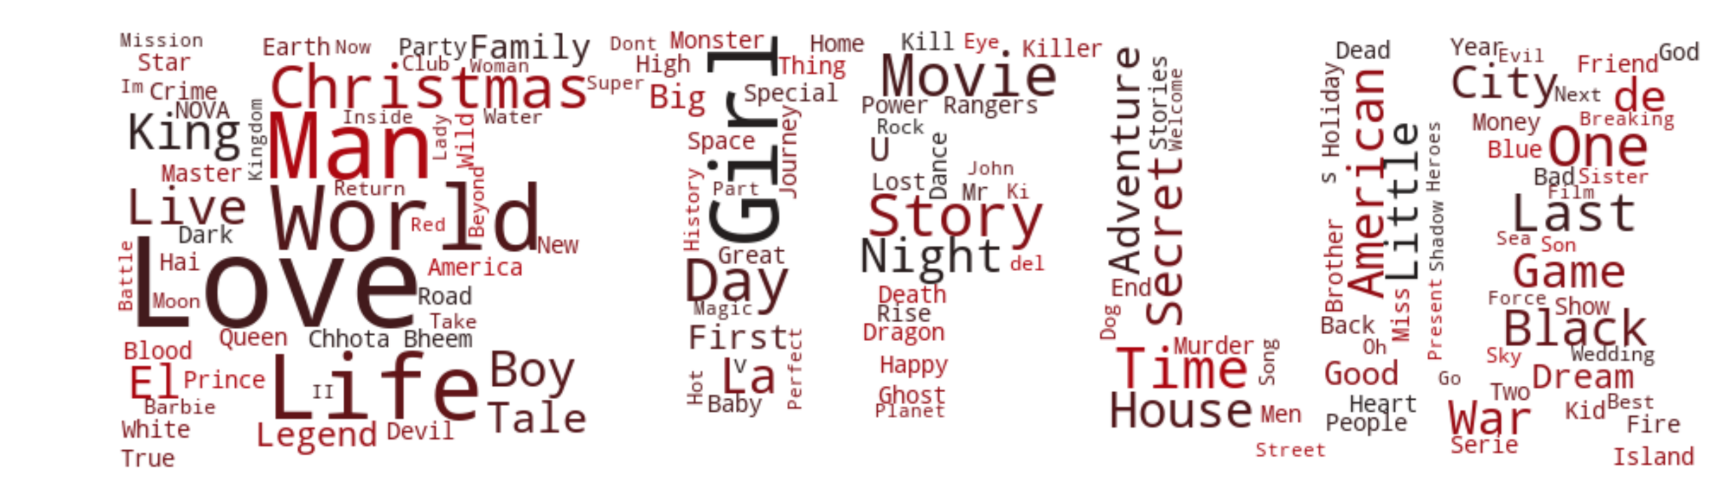 Mission
Star
Im Crime
NOVA
King
Kingdom
Master
Live
Dark
Battle
Hai
Moon
Love
Queen
Blood
El Prince
Barbie
White
True
Earth Now
Party Family
Club Woman
Christmas
Inside
Water
Man
Lady
Wild
Return
Beyond
World
Red
New
America
Road
Take
Chhota Bheem
Life
II
Boy
Tale
Legend Devil
Dont Monster
High
Super
Big
Home
Thing
Special
Girl
Journey
Space
Part
History
Great
Day
Magic
First
V
La
Hot
Perfect
Baby
Kill Eye Killer
Movie
Power Rangers
Rock
U
Dance
John
Lost Mr Ki
Story
Night del
Death
Rise
Dragon
Happy
Ghost
Planet
Adventure
Stories
Welcome
Secret
End
Dog
Murder
Time
Song
House Men
Street
Dead
s Holiday
American
Little
Shadow Heroes
Brother
Miss
Present
Back
Oh
Good
Heart
People
Year Evil
God
Friend
City Next de
Money Breaking
Blue One
Bad Sister
Film
Last
Sea Son
Game
Force Show
Black
Sky Wedding
Go
Two Dream
War Kid Best
Fire
Serie
Island